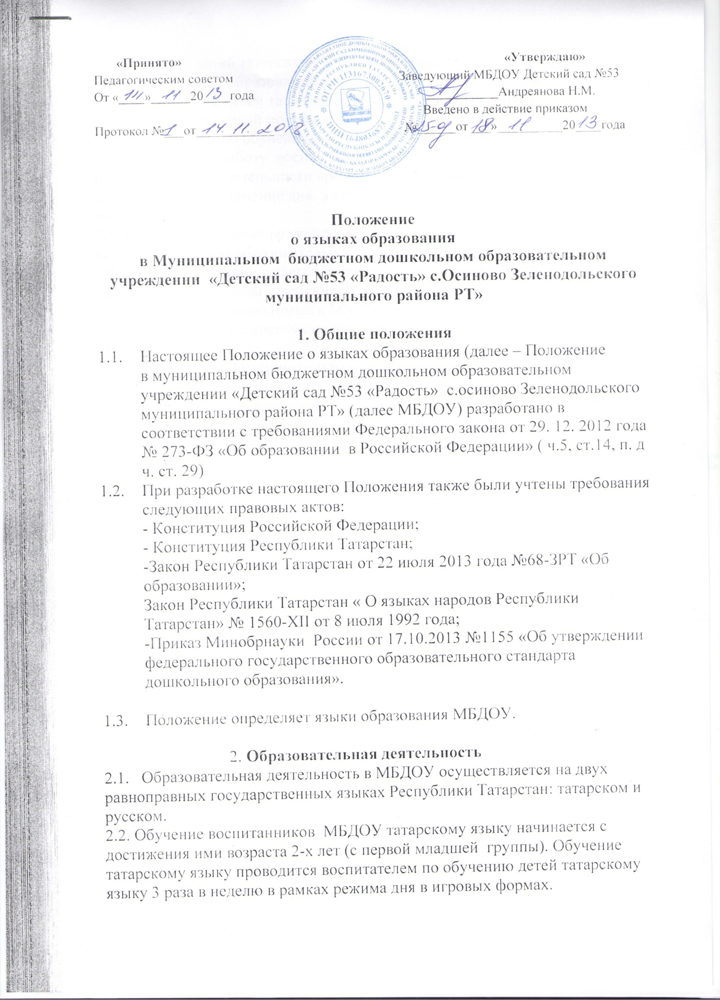 «Принято»
«Утверждаю»
Педагогическим советом
Заведующий МБДОУ Детский сад №53
От «14» 11 2013 года
Андреянова Н.М.
Введено в действие приказом
Протокол №1 от 14. 11. 2013
№25-д от 18» 11 2013 года
ОГРН 1131673002670
ИНН 1648036873
Положение
о языках образования
в Муниципальном бюджетном дошкольном образовательном
учреждении «Детский сад №53 «Радость» с.Осиново Зеленодольского
муниципального района РТ»
1. Общие положения
1.1. Настоящее Положение о языках образования (далее – Положение
в муниципальном бюджетном дошкольном образовательном
учреждении «Детский сад №53 «Радость» с.осиново Зеленодольского
муниципального района РТ» (далее МБДОУ) разработано в
соответствии с требованиями Федерального закона от 29. 12. 2012 года
№ 273-ФЗ «Об образовании в Российской Федерации» ( ч.5, ст.14, п. д
ч. ст. 29)
1.2. При разработке настоящего Положения также были учтены требования
следующих правовых актов:
- Конституция Российской Федерации;
- Конституция Республики Татарстан;
-Закон Республики Татарстан от 22 июля 2013 года №68-ЗРТ «Об
образовании»;
Закон Республики Татарстан « О языках народов Республики
Татарстан» № 1560-XII от 8 июля 1992 года;
-Приказ Минобрнауки России от 17.10.2013 №1155 «Об утверждении
федерального государственного образовательного стандарта
дошкольного образования».
1.3. Положение определяет языки образования МБДОУ.
2. Образовательная деятельность
2.1. Образовательная деятельность в МБДОУ осуществляется на двух
равноправных государственных языках Республики Татарстан: татарском и
русском.
2.2. Обучение воспитанников МБДОУ татарскому языку начинается с
достижения ими возраста 2-х лет (с первой младшей группы). Обучение
татарскому языку проводится воспитателем по обучению детей татарскому
языку 3 раза в неделю в рамках режима дня в игровых формах.